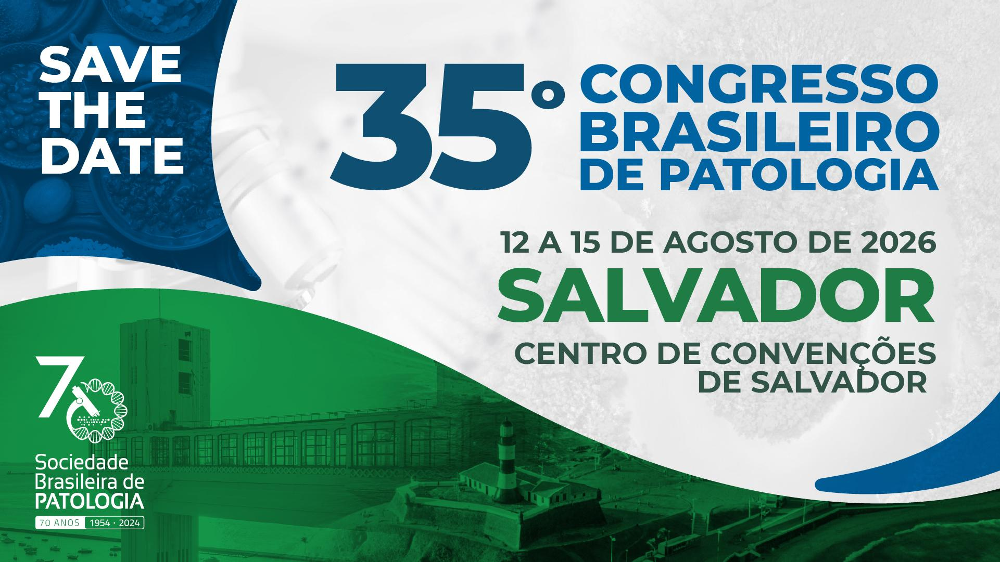 SAVE
THE
DATE
35º CONGRESSO
BRASILEIRO
DE PATOLOGIA
12 A 15 DE AGOSTO DE 2026
SALVADOR
CENTRO DE CONVENÇÕES
DE SALVADOR
70
Sociedade
Brasileira de
PATOLOGIA
70 ANOS 1954 · 2024